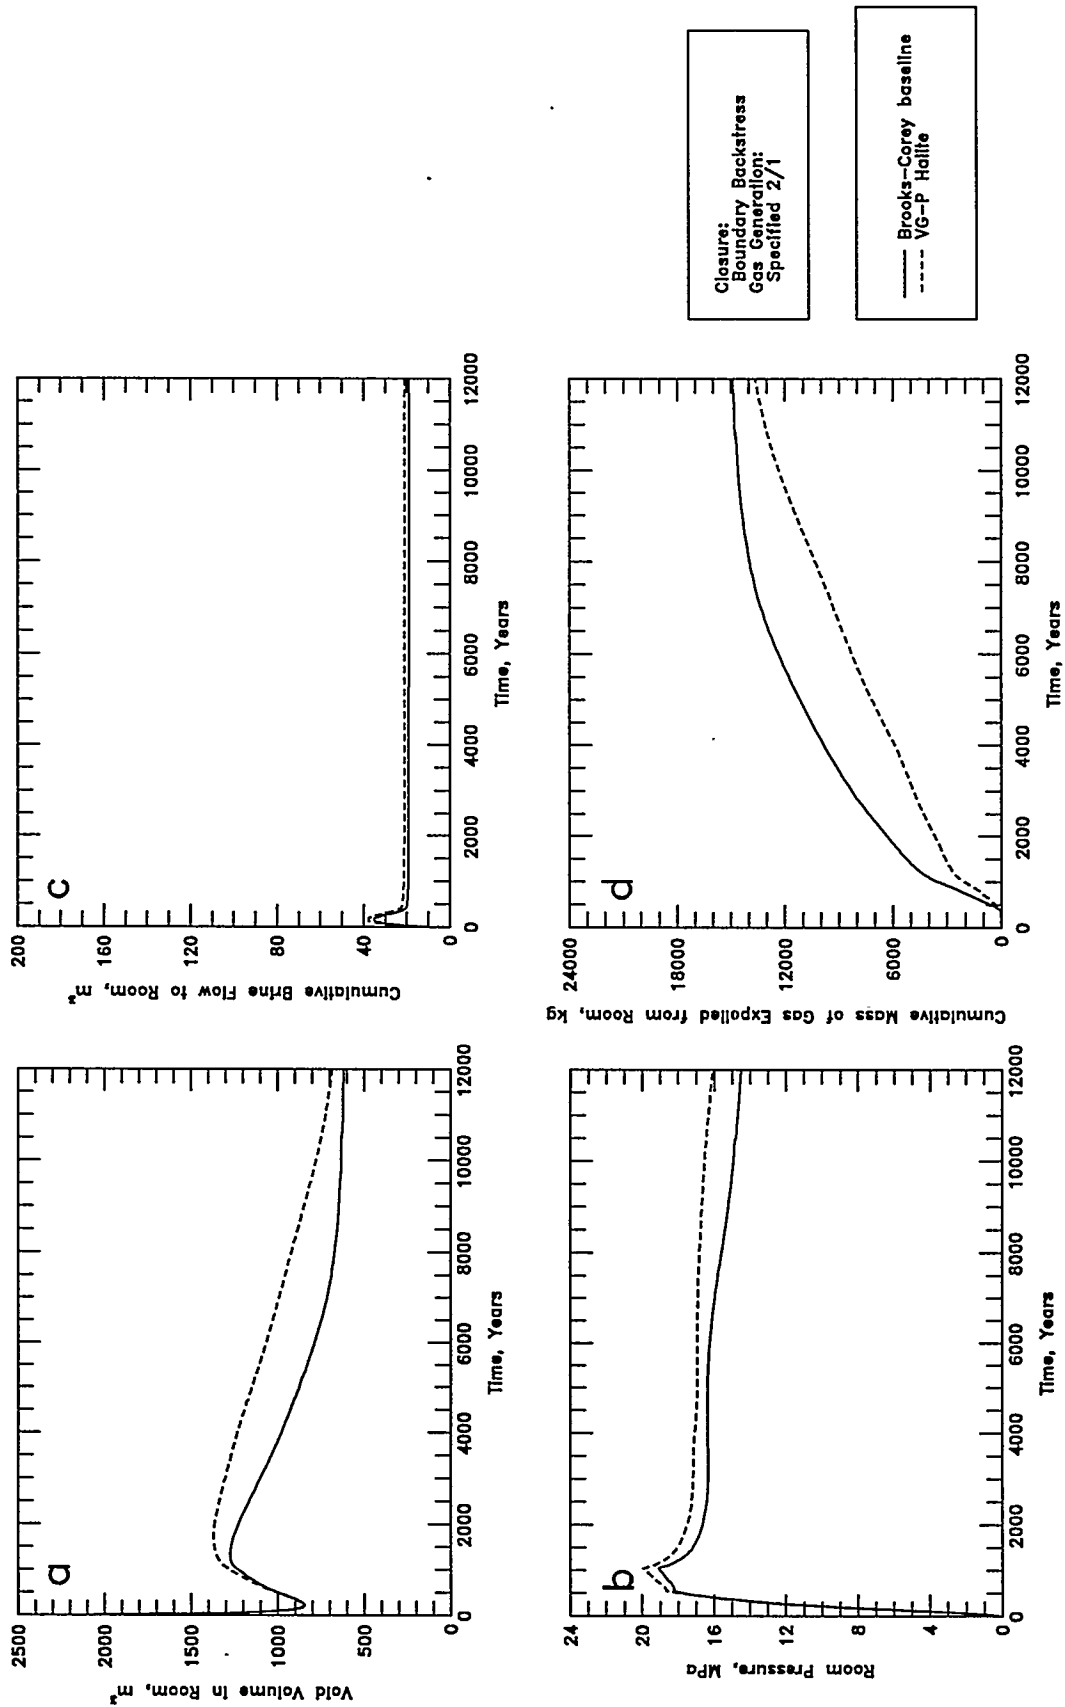 a
Void Volume in Room, m³
2500
2000
1500
1000
500
0
0 2000 4000 6000 8000 10000 12000
Time, Years
c
Cumulative Brine Flow to Room, m³
200
160
120
80
40
0
0 2000 4000 6000 8000 10000 12000
Time, Years
b
Room Pressure, MPa
24
20
16
12
8
4
0
0 2000 4000 6000 8000 10000 12000
Time, Years
d
Cumulative Mass of Gas Expelled from Room, kg
24000
18000
12000
6000
0
0 2000 4000 6000 8000 10000 12000
Time, Years
Closure:
Boundary Backstress
Gas Generation:
Specified 2/1
Brooks-Corey baseline
VG-P Halite